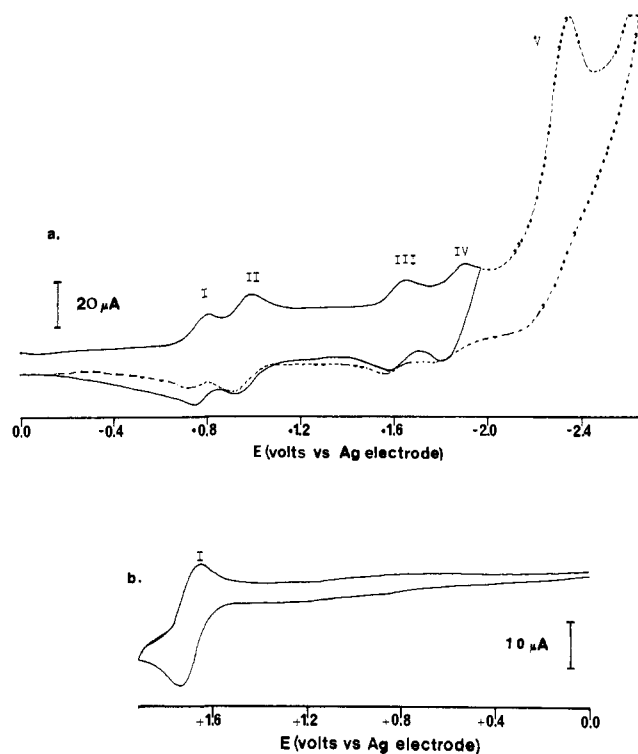 V
a.
I II III IV
20 μA
0.0 -0.4 •0.8 •1.2 •1.6 -2.0 -2.4
E (volts vs Ag electrode)
I
b.
10 μA
+1.6 +1.2 +0.8 +0.4 0.0
E (volts vs Ag electrode)